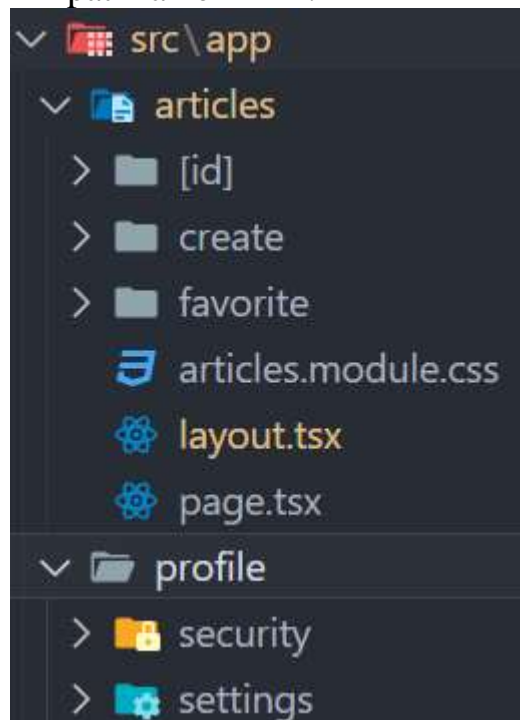 src\app
articles
[id]
create
favorite
articles.module.css
layout.tsx
page.tsx
profile
security
settings